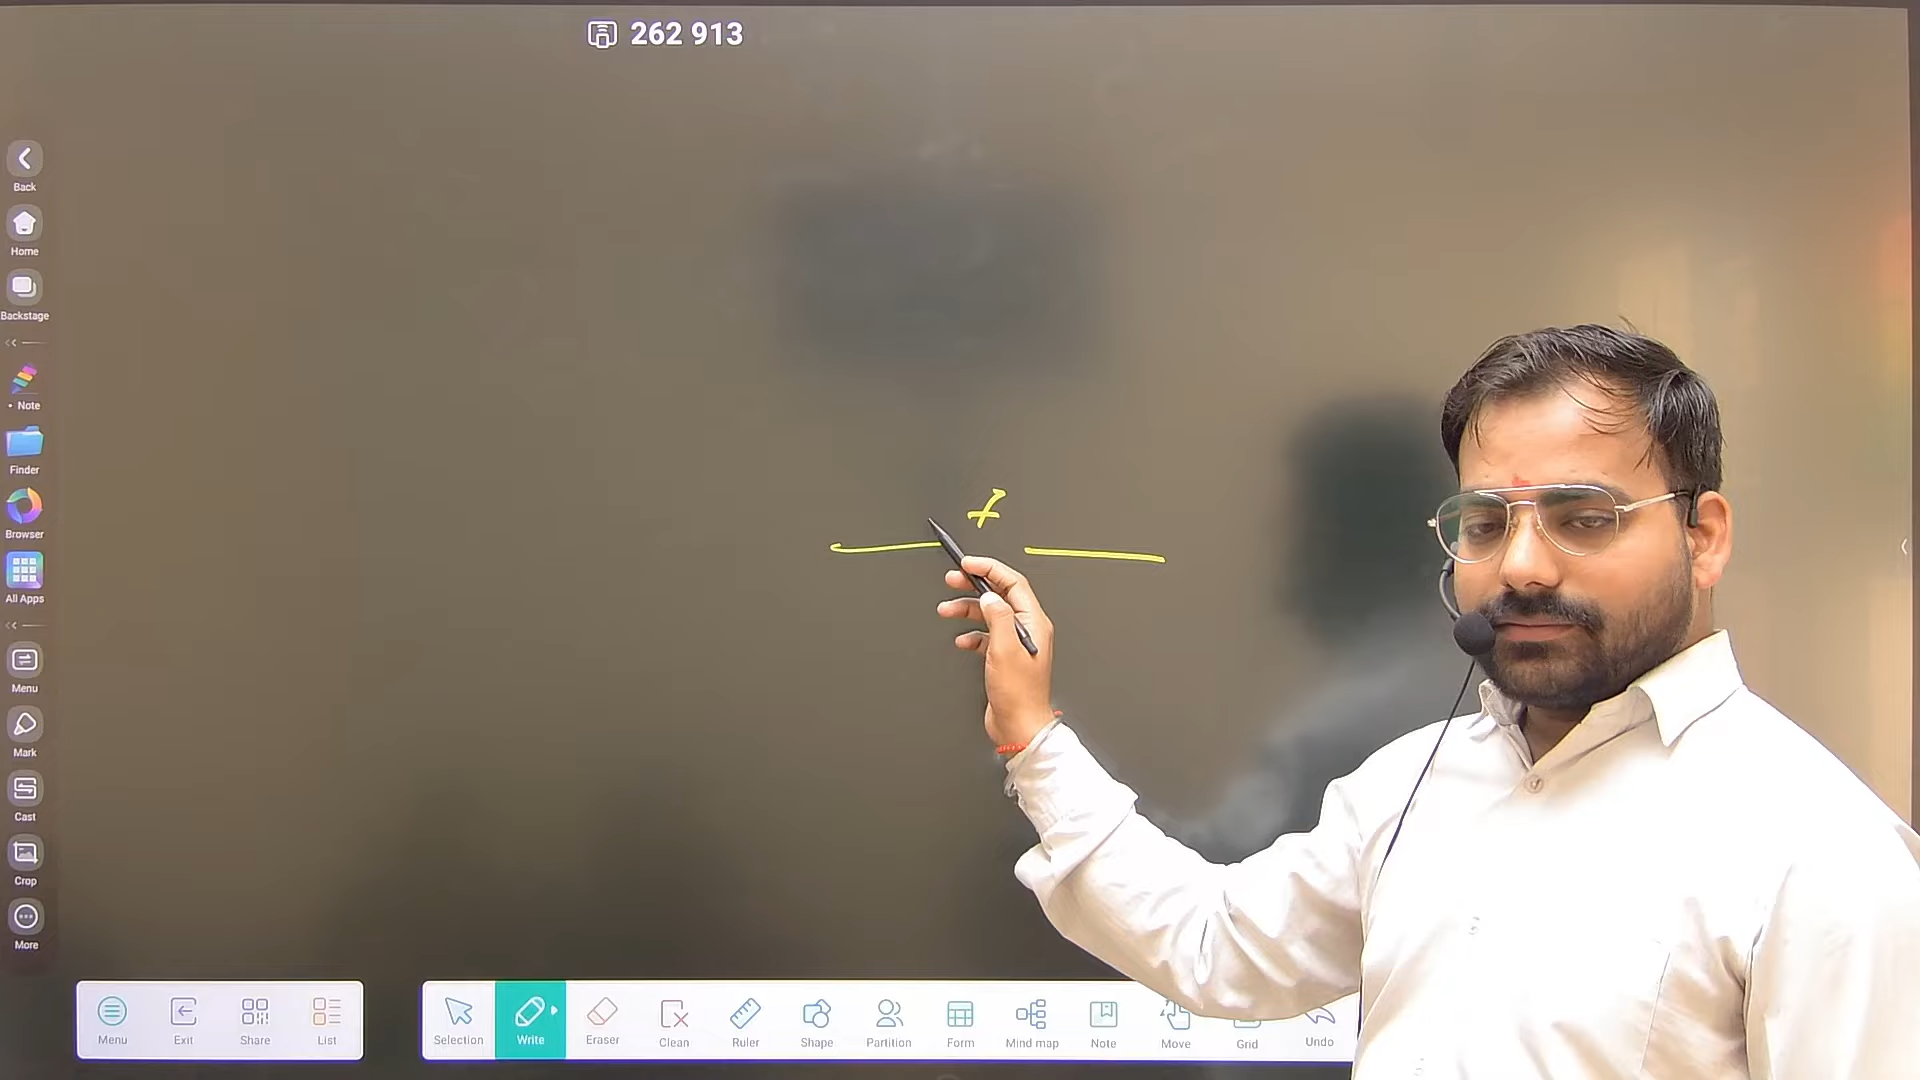 262 913
Back
Home
Backstage
Note
Finder
Browser
All Apps
Menu
Mark
Cast
Crop
More
Menu Exit Share List
Selection Write Eraser Clean Ruler Shape Partition Form Mind map Note Move Grid Undo